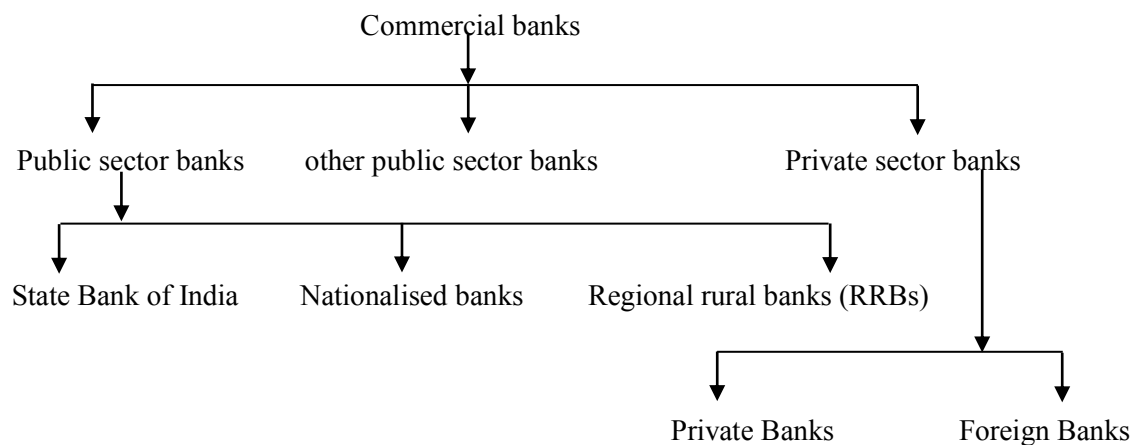 Commercial banks
Public sector banks other public sector banks Private sector banks
State Bank of India Nationalised banks Regional rural banks (RRBs)
Private Banks Foreign Banks